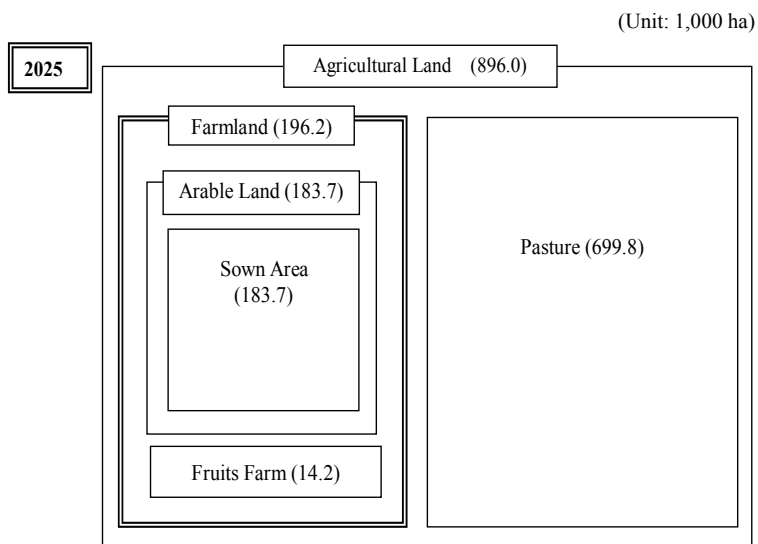 (Unit: 1,000 ha)
2025
Agricultural Land (896.0)
Farmland (196.2)
Arable Land (183.7)
Sown Area
(183.7)
Fruits Farm (14.2)
Pasture (699.8)